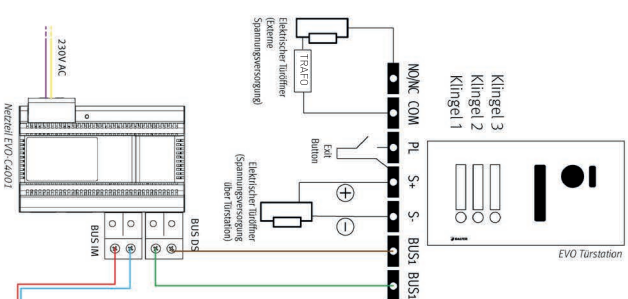 230V AC
Netzteil EVO-C4001
BUS IM
BUS DS
Elektrischer Türöffner
(Externe
Spannungsversorgung)
TRAFO
Exit
Button
Elektrischer Türöffner
(Spannungsversorgung
über Türstation)
+
−
NO/NC
COM
PL
S+
S-
BUS1
BUS1
Klingel 3
Klingel 2
Klingel 1
BALTER
EVO Türstation